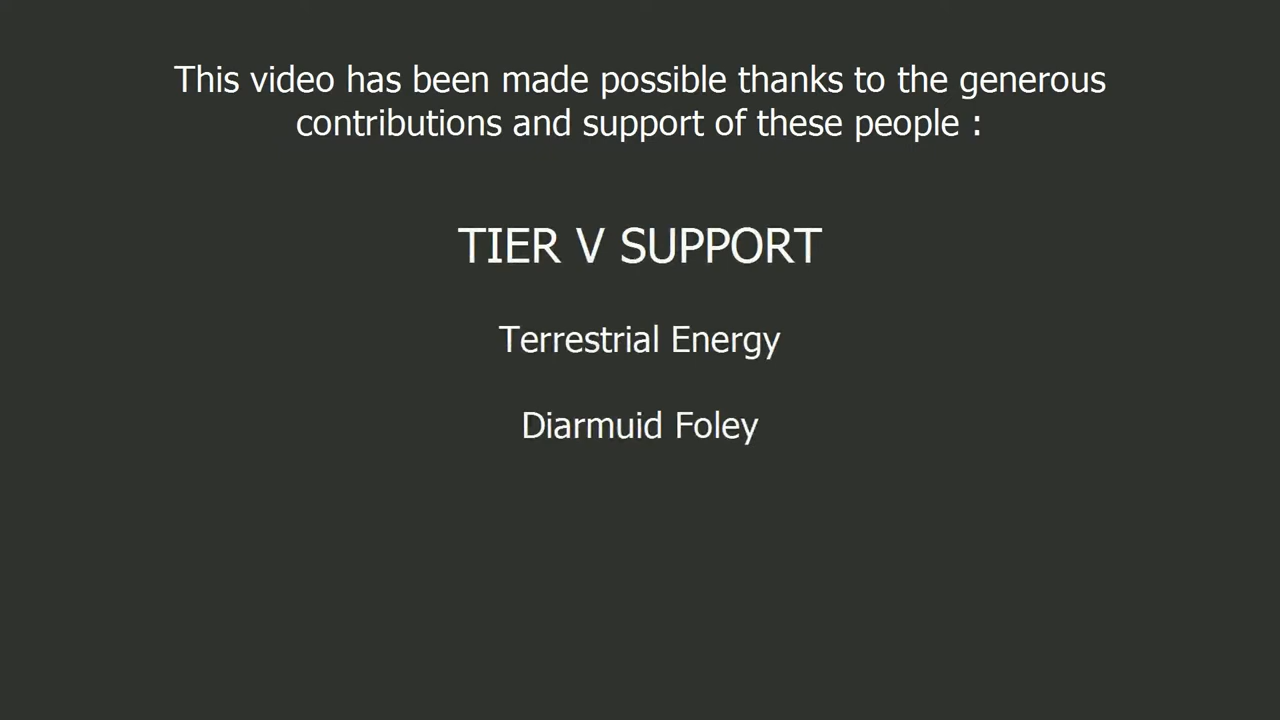 This video has been made possible thanks to the generous
contributions and support of these people :
TIER V SUPPORT
Terrestrial Energy
Diarmuid Foley